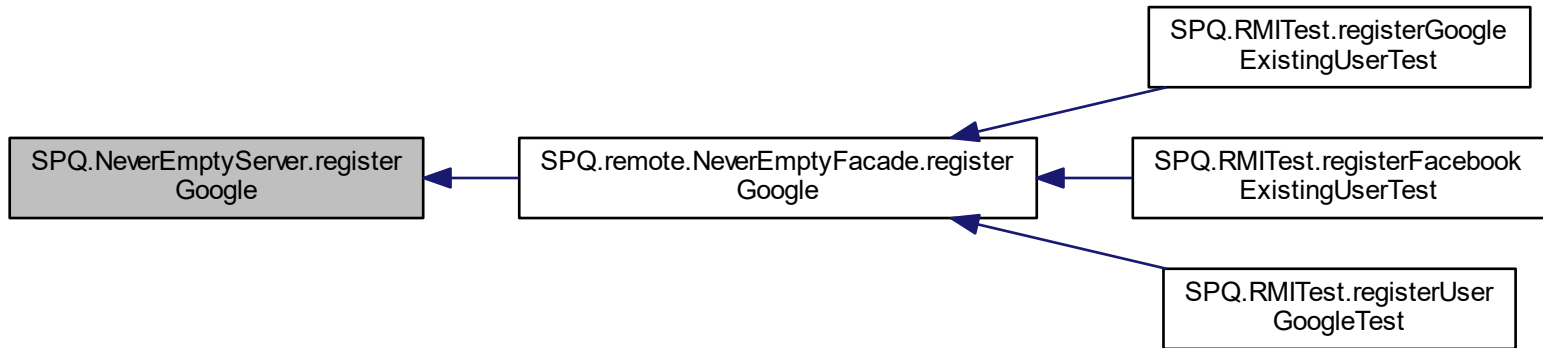 SPQ.NeverEmptyServer.register
Google
SPQ.remote.NeverEmptyFacade.register
Google
SPQ.RMITest.registerGoogle
ExistingUserTest
SPQ.RMITest.registerFacebook
ExistingUserTest
SPQ.RMITest.registerUser
GoogleTest